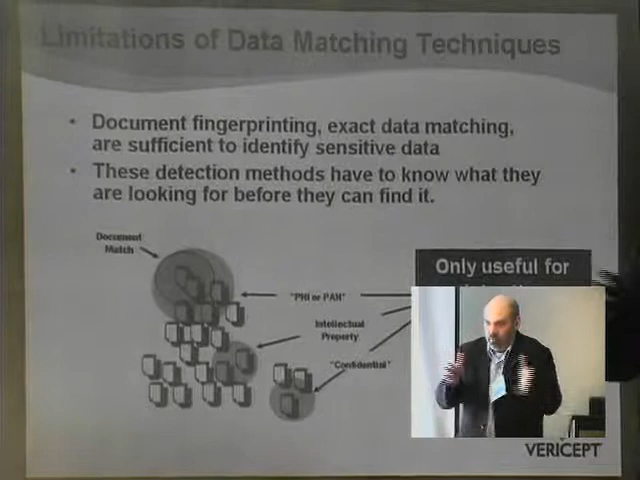 Limitations of Data Matching Techniques
• Document fingerprinting, exact data matching,
are sufficient to identify sensitive data
• These detection methods have to know what they
are looking for before they can find it.
Document
Match
"PHI or PAN"
Intellectual
Property
"Confidential"
Only useful for
VERICEPT